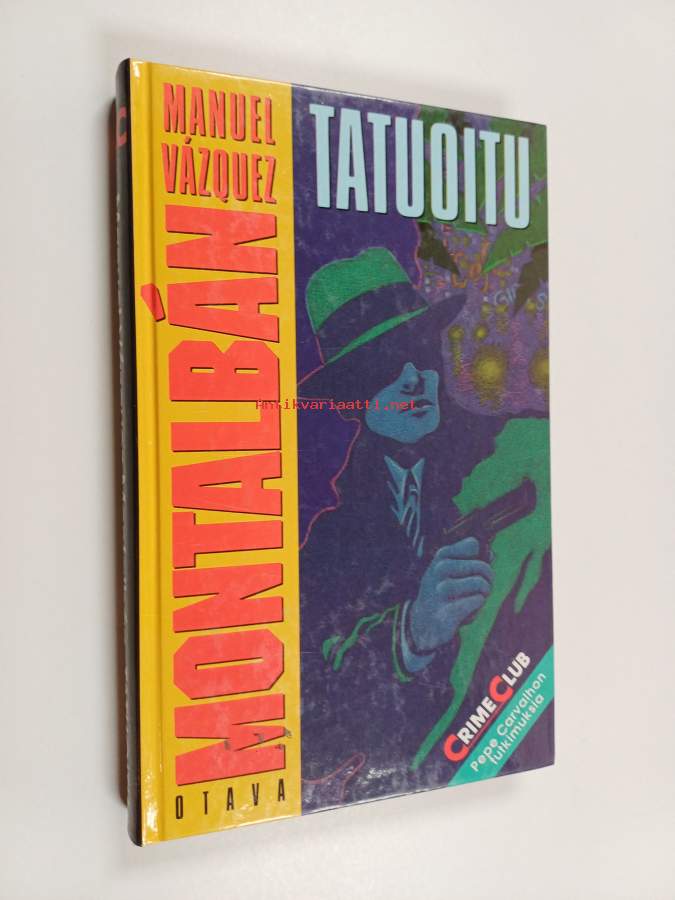 MANUEL
VÁZQUEZ
MONTALBÁN
OTAVA
TATUOITU
Antikvariaatti.net
CRIME CLUB
Pepe Carvalhon
tutkimuksia